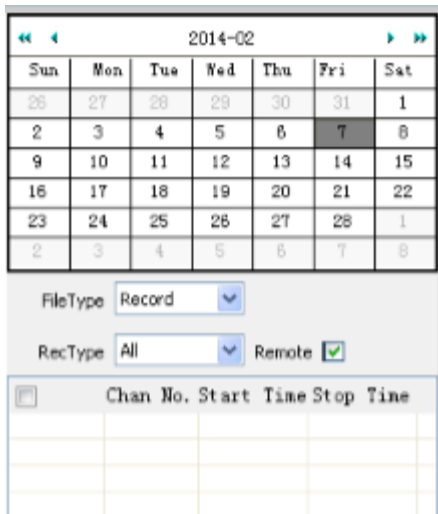 2014-02
Sun Mon Tue Wed Thu Fri Sat
26 27 28 29 30 31 1
2 3 4 5 6 7 8
9 10 11 12 13 14 15
16 17 18 19 20 21 22
23 24 25 26 27 28 1
2 3 4 5 6 7 8
FileType Record
RecType All Remote
Chan No. Start Time Stop Time